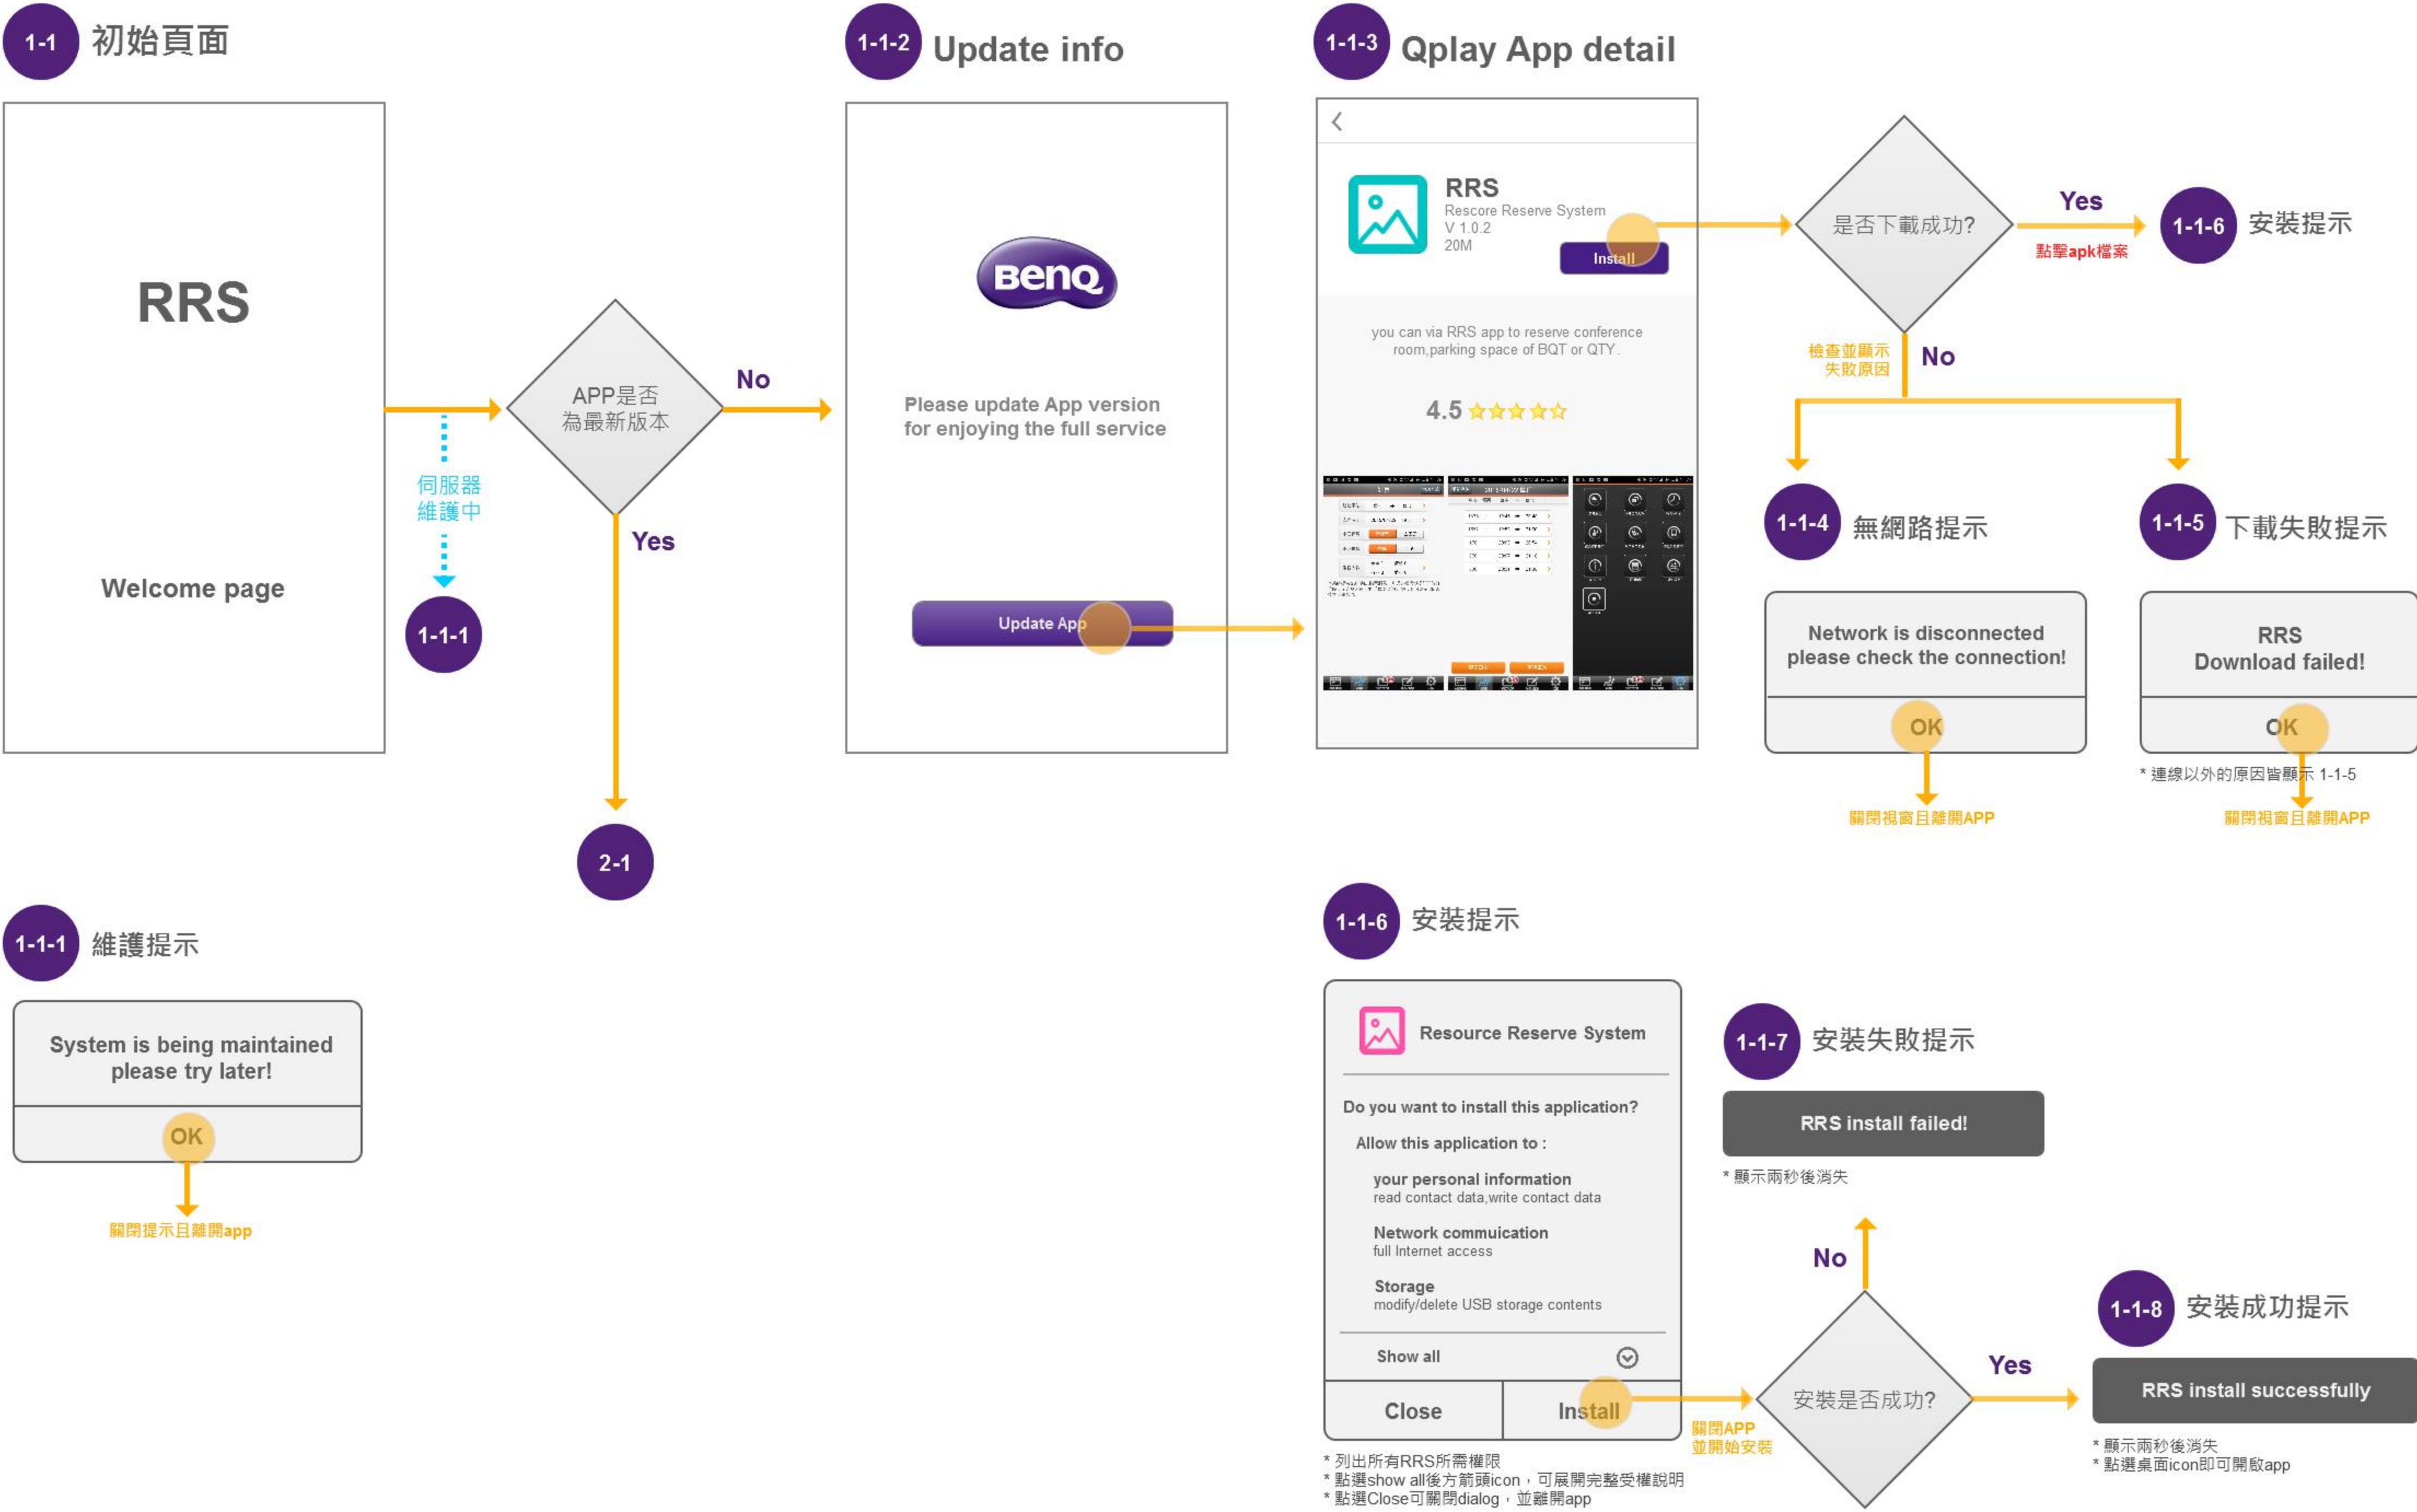 1-1 初始頁面
RRS
Welcome page
伺服器
維護中
1-1-1
APP是否
為最新版本
No
Yes
2-1
1-1-2 Update info
BenQ
Please update App version
for enjoying the full service
Update App
1-1-3 Qplay App detail
RRS
Rescore Reserve System
V 1.0.2
20M
Install
you can via RRS app to reserve conference
room,parking space of BQT or QTY.
4.5
是否下載成功?
Yes
點擊apk檔案
1-1-6 安裝提示
檢查並顯示
失敗原因
No
1-1-4 無網路提示
Network is disconnected
please check the connection!
OK
關閉視窗且離開APP
1-1-5 下載失敗提示
RRS
Download failed!
OK
* 連線以外的原因皆顯示 1-1-5
關閉視窗且離開APP
1-1-1 維護提示
System is being maintained
please try later!
OK
關閉提示且離開app
1-1-6 安裝提示
Resource Reserve System
Do you want to install this application?
Allow this application to :
your personal information
read contact data,write contact data
Network commuication
full Internet access
Storage
modify/delete USB storage contents
Show all
Close
Install
* 列出所有RRS所需權限
* 點選show all後方箭頭icon，可展開完整受權說明
* 點選Close可關閉dialog，並離開app
關閉APP
並開始安裝
安裝是否成功?
No
1-1-7 安裝失敗提示
RRS install failed!
* 顯示兩秒後消失
Yes
1-1-8 安裝成功提示
RRS install successfully
* 顯示兩秒後消失
* 點選桌面icon即可開啟app